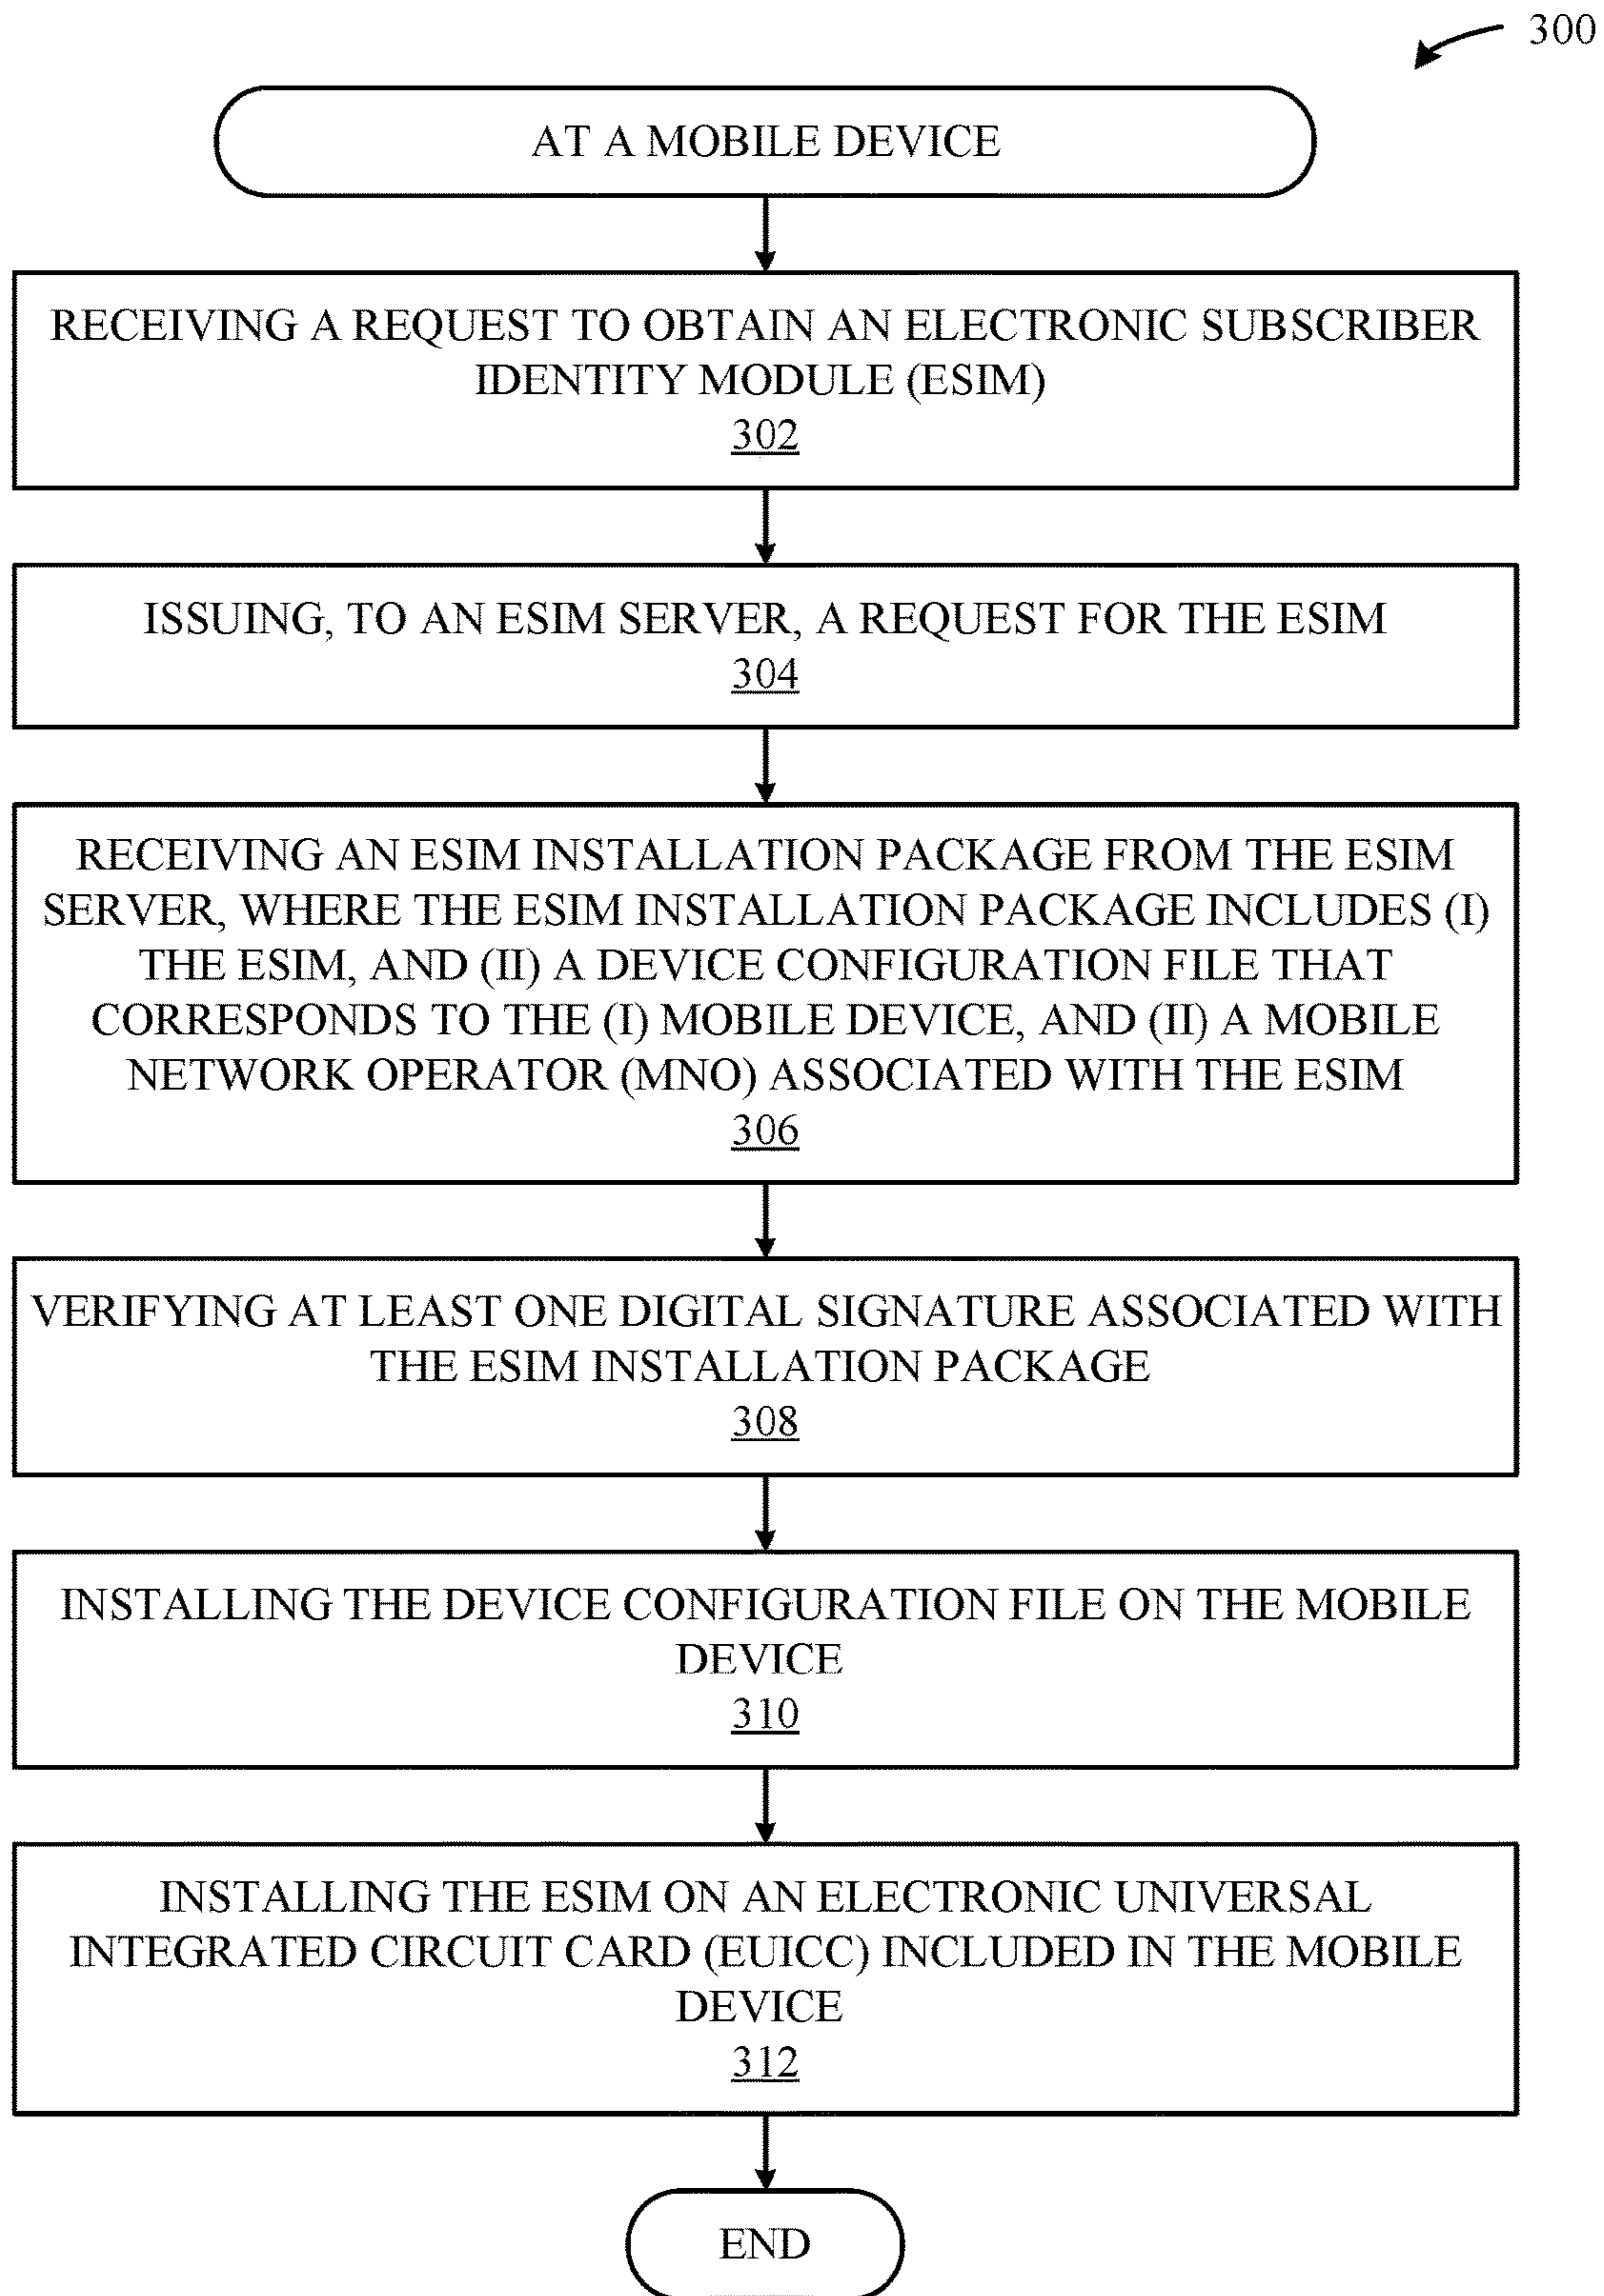 300
AT A MOBILE DEVICE
RECEIVING A REQUEST TO OBTAIN AN ELECTRONIC SUBSCRIBER
IDENTITY MODULE (ESIM)
302
ISSUING, TO AN ESIM SERVER, A REQUEST FOR THE ESIM
304
RECEIVING AN ESIM INSTALLATION PACKAGE FROM THE ESIM
SERVER, WHERE THE ESIM INSTALLATION PACKAGE INCLUDES (I)
THE ESIM, AND (II) A DEVICE CONFIGURATION FILE THAT
CORRESPONDS TO THE (I) MOBILE DEVICE, AND (II) A MOBILE
NETWORK OPERATOR (MNO) ASSOCIATED WITH THE ESIM
306
VERIFYING AT LEAST ONE DIGITAL SIGNATURE ASSOCIATED WITH
THE ESIM INSTALLATION PACKAGE
308
INSTALLING THE DEVICE CONFIGURATION FILE ON THE MOBILE
DEVICE
310
INSTALLING THE ESIM ON AN ELECTRONIC UNIVERSAL
INTEGRATED CIRCUIT CARD (EUICC) INCLUDED IN THE MOBILE
DEVICE
312
END